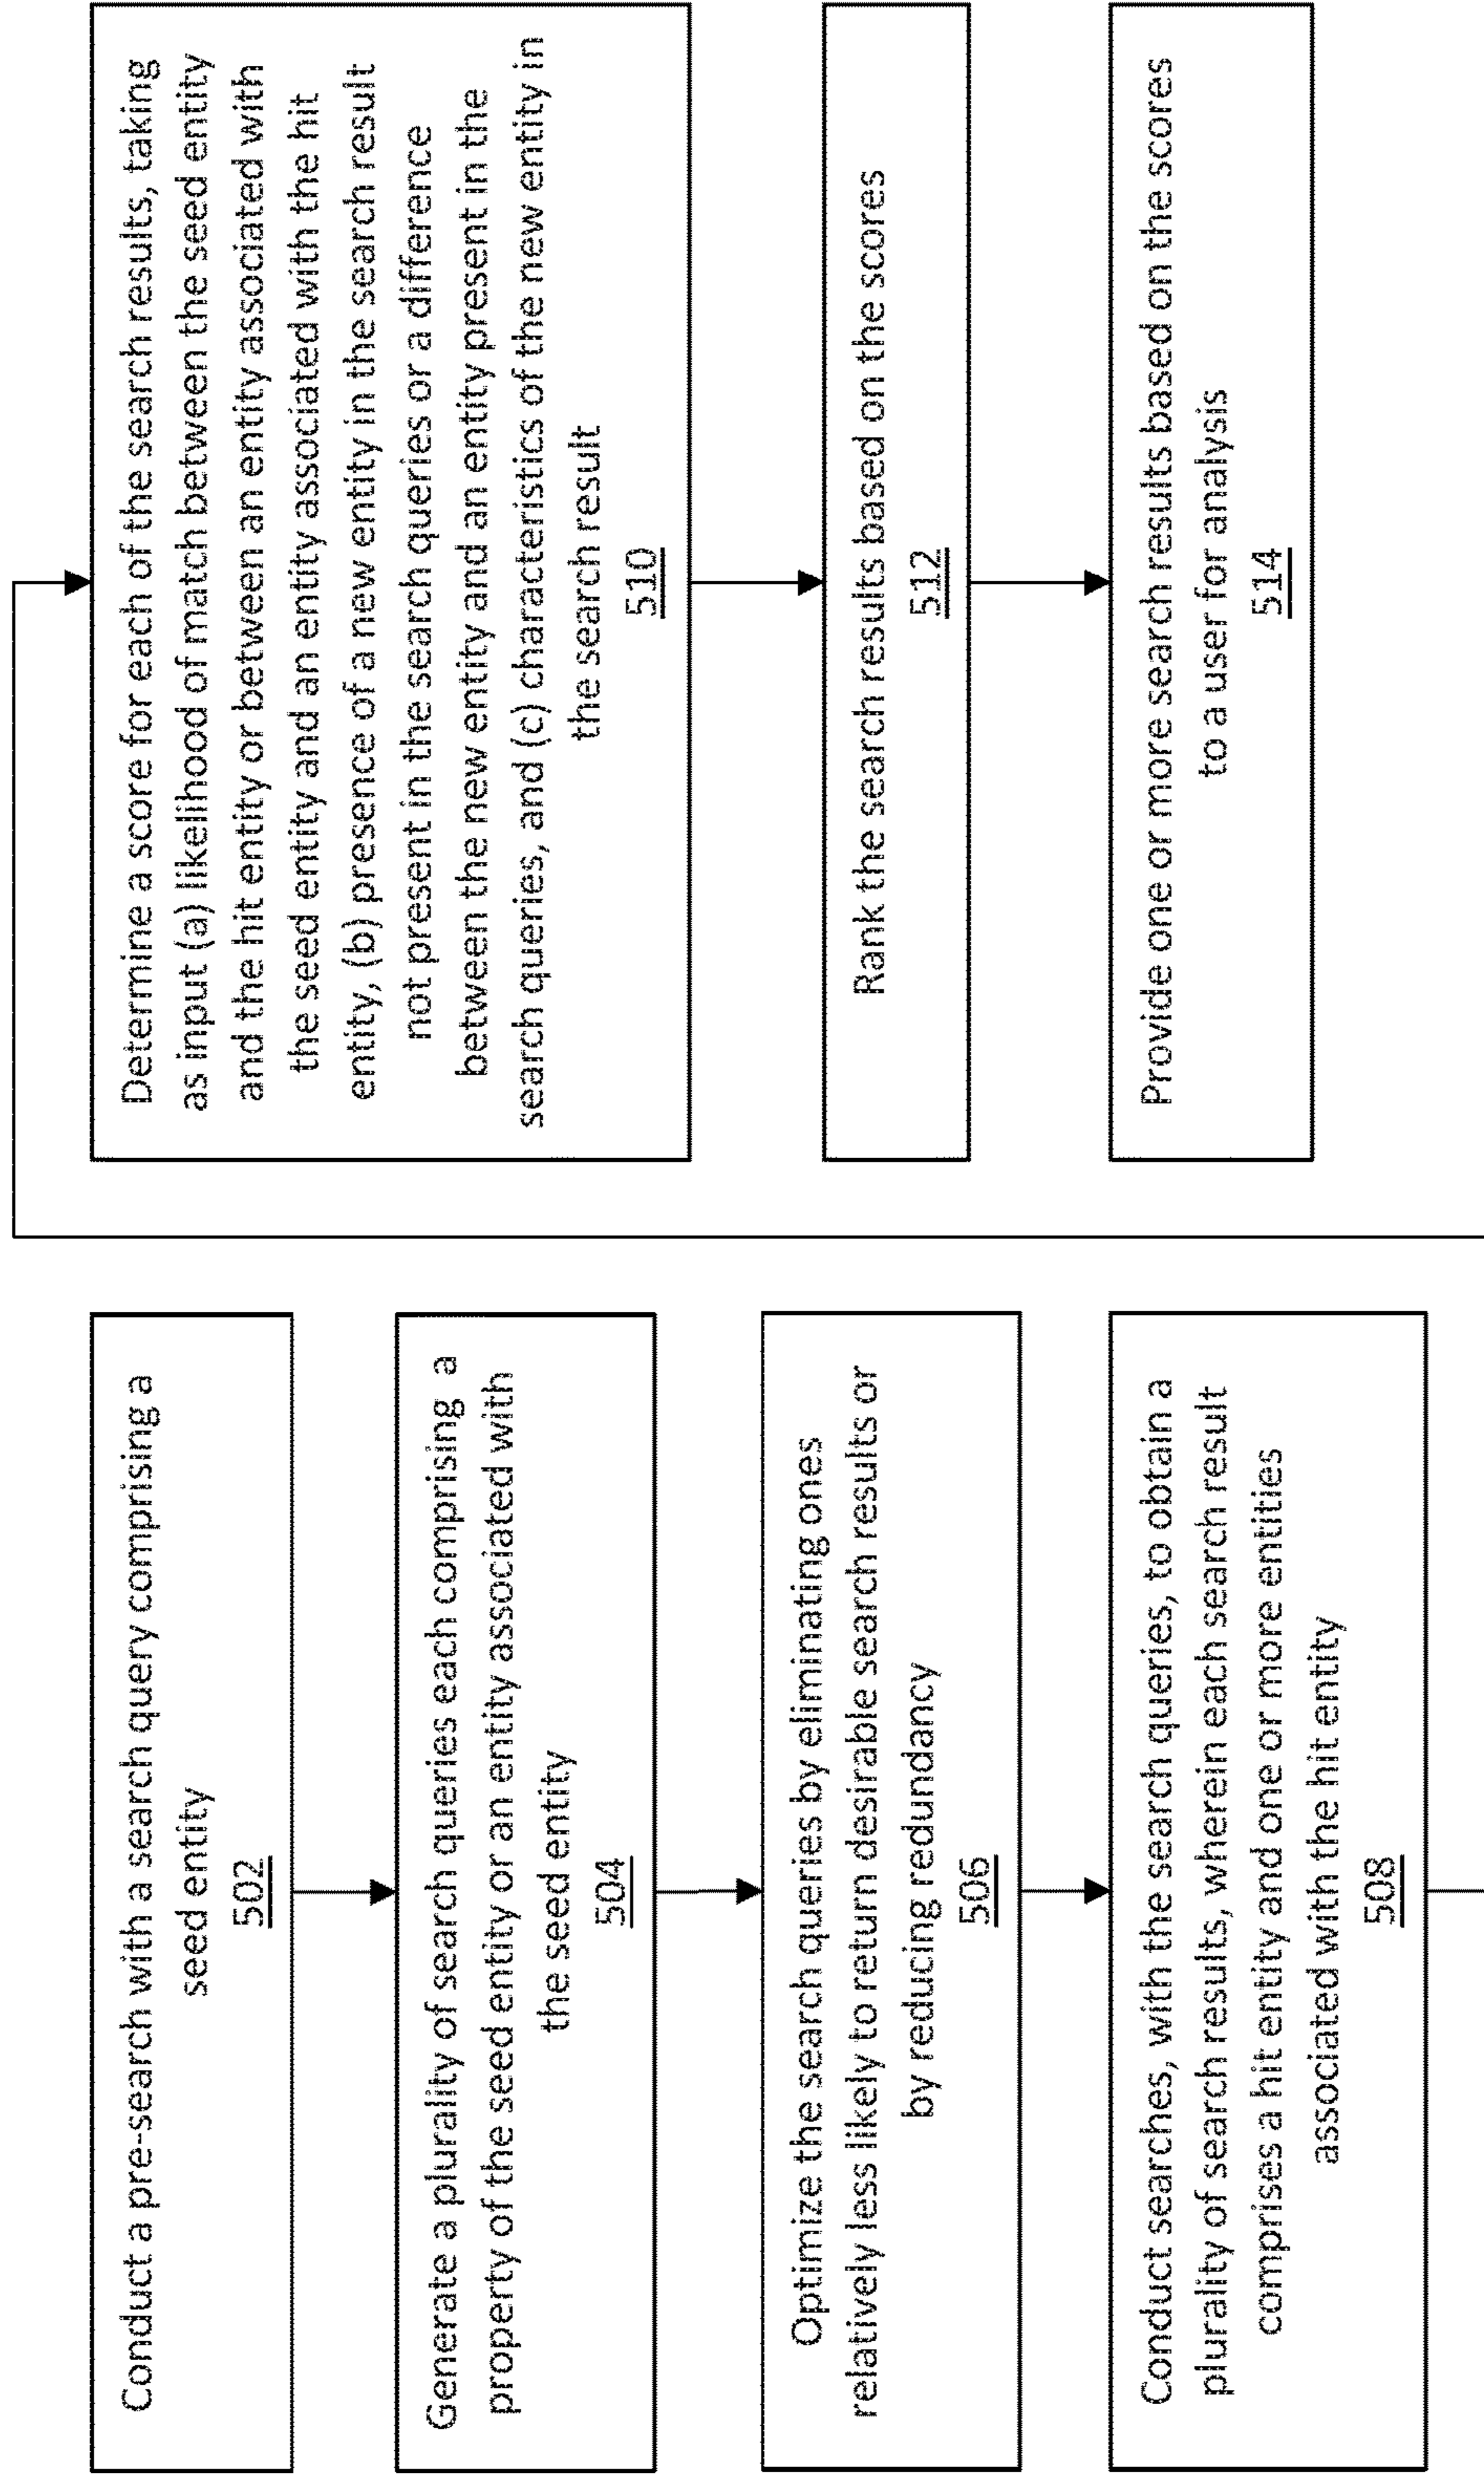 Conduct a pre-search with a search query comprising a
seed entity
502
Generate a plurality of search queries each comprising a
property of the seed entity or an entity associated with
the seed entity
504
Optimize the search queries by eliminating ones
relatively less likely to return desirable search results or
by reducing redundancy
506
Conduct searches, with the search queries, to obtain a
plurality of search results, wherein each search result
comprises a hit entity and one or more entities
associated with the hit entity
508
Determine a score for each of the search results, taking
as input (a) likelihood of match between the seed entity
and the hit entity or between an entity associated with
the seed entity and an entity associated with the hit
entity, (b) presence of a new entity in the search result
not present in the search queries or a difference
between the new entity and an entity present in the
search queries, and (c) characteristics of the new entity in
the search result
510
Rank the search results based on the scores
512
Provide one or more search results based on the scores
to a user for analysis
514